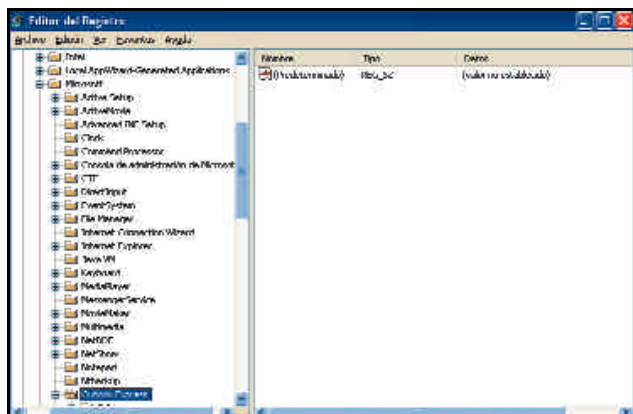 Editor del Registro
Archivo Edición Ver Favoritos Ayuda
Intel
Local AppWizard-Generated Applications
Microsoft
Active Setup
ActiveMovie
Advanced INF Setup
Clock
Command Processor
Consola de administración de Microsoft
CTF
DirectInput
EventSystem
File Manager
Internet Connection Wizard
Internet Explorer
Java VM
Keyboard
MediaPlayer
MessengerService
MovieMaker
Multimedia
NetDDE
NetShow
Notepad
Ntbackup
Outlook Express
Nombre Tipo Datos
(Predeterminado) REG_SZ (valor no establecido)